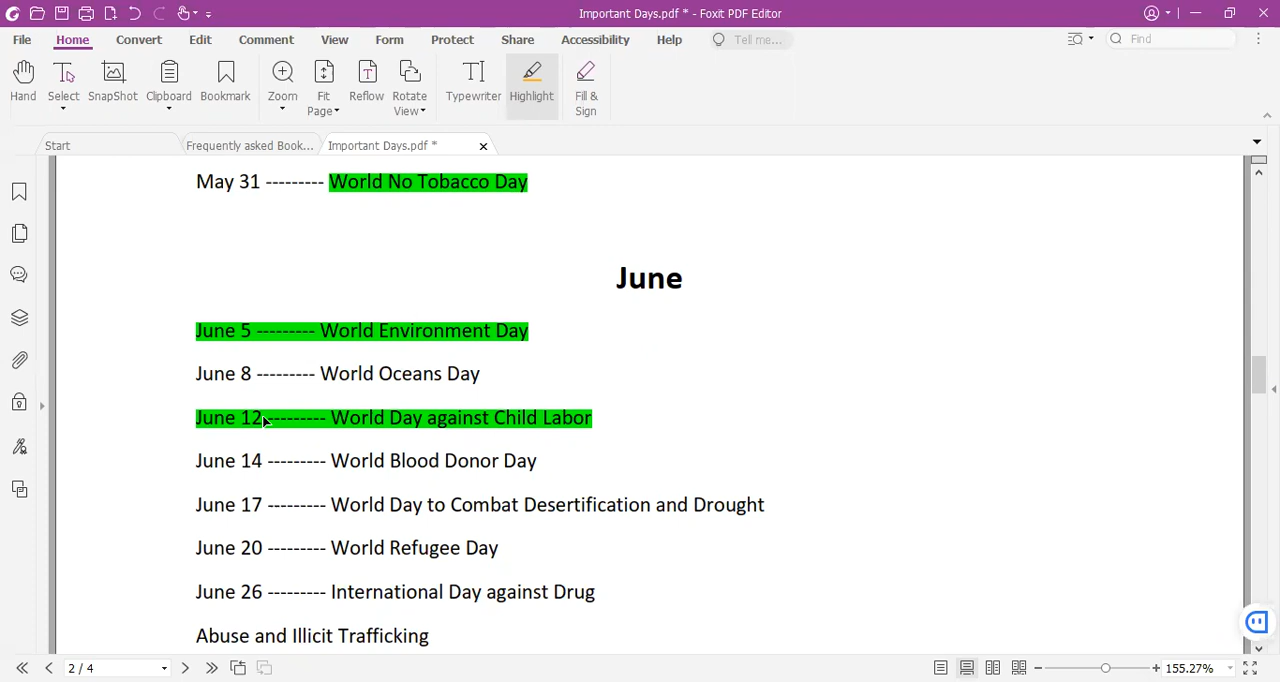 Important Days.pdf * - Foxit PDF Editor
File Home Convert Edit Comment View Form Protect Share Accessibility Help Tell me... Find
Hand Select SnapShot Clipboard Bookmark Zoom Fit Page Reflow Rotate View Typewriter Highlight Fill & Sign
Start Frequently asked Book... Important Days.pdf *
May 31 --------- World No Tobacco Day
June
June 5 --------- World Environment Day
June 8 --------- World Oceans Day
June 12 --------- World Day against Child Labor
June 14 --------- World Blood Donor Day
June 17 --------- World Day to Combat Desertification and Drought
June 20 --------- World Refugee Day
June 26 --------- International Day against Drug
Abuse and Illicit Trafficking
2 / 4 155.27%